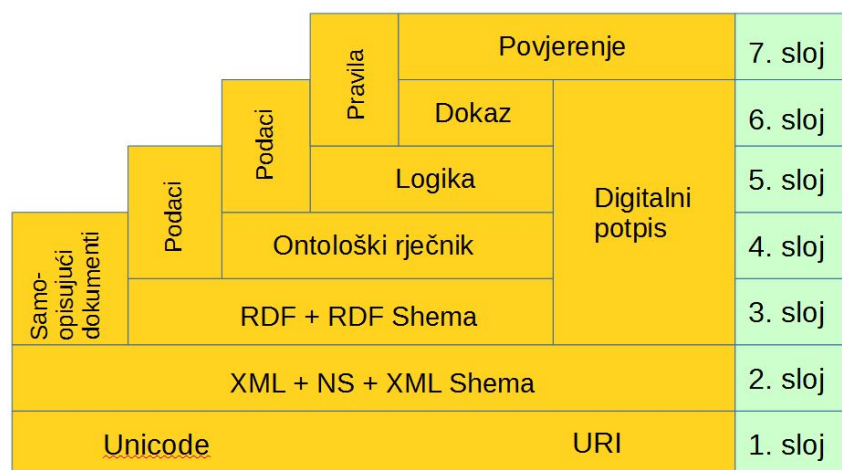 Povjerenje
7. sloj
Pravila
Dokaz
6. sloj
Podaci
Logika
5. sloj
Digitalni
potpis
Podaci
Ontološki rječnik
4. sloj
Samo-
opisujući
dokumenti
RDF + RDF Shema
3. sloj
XML + NS + XML Shema
2. sloj
Unicode
URI
1. sloj